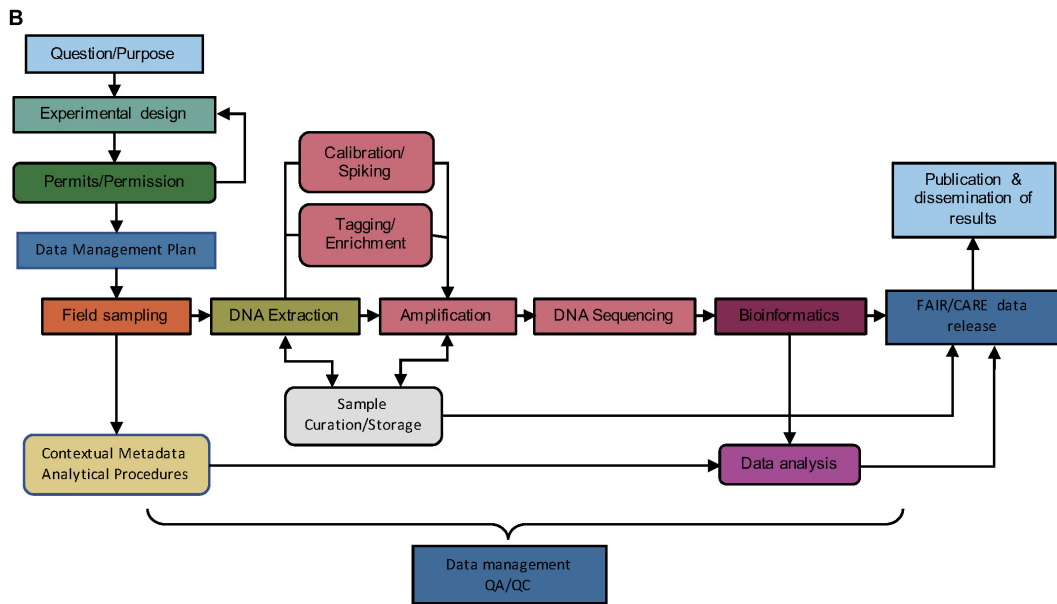 B
Question/Purpose
Experimental design
Permits/Permission
Data Management Plan
Calibration/
Spiking
Tagging/
Enrichment
Publication &
dissemination of
results
Field sampling
DNA Extraction
Amplification
DNA Sequencing
Bioinformatics
FAIR/CARE data
release
Sample
Curation/Storage
Contextual Metadata
Analytical Procedures
Data analysis
Data management
QA/QC